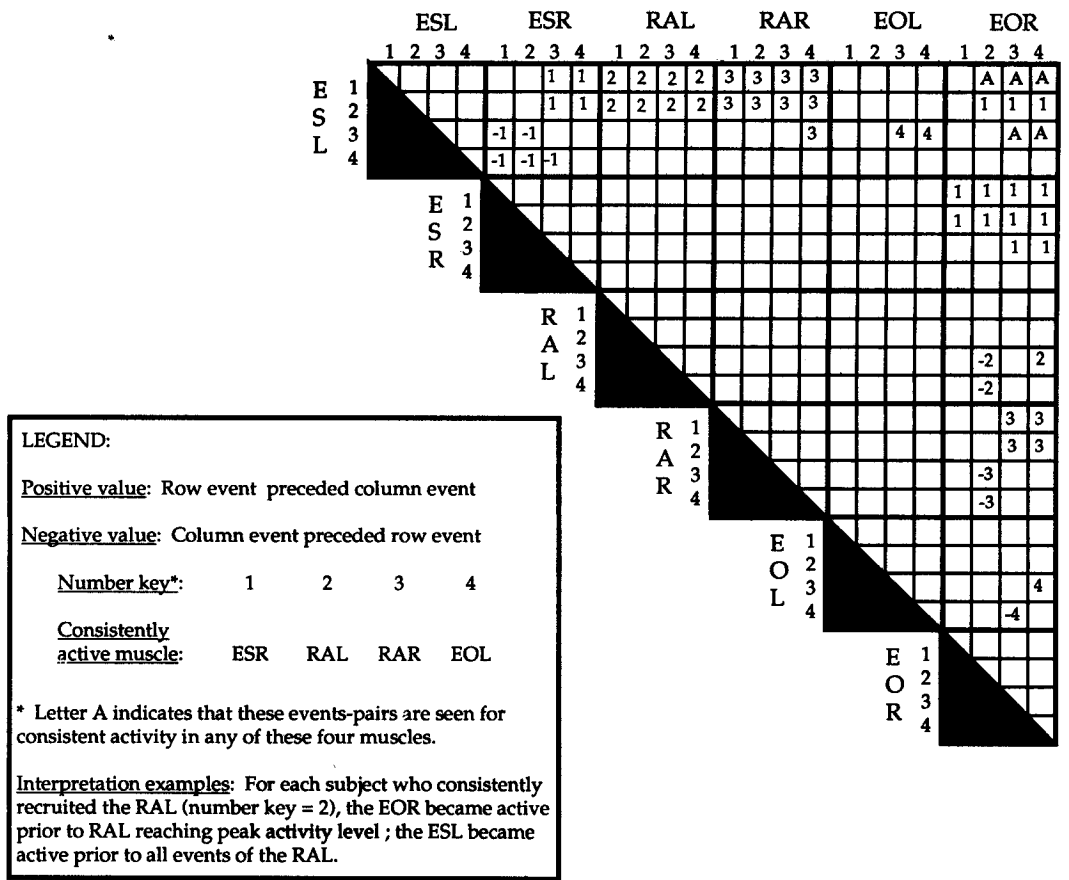 ESL ESR RAL RAR EOL EOR
1 2 3 4 1 2 3 4 1 2 3 4 1 2 3 4 1 2 3 4 1 2 3 4
E 1 1 1 2 2 2 2 3 3 3 3 A A A
S 2 1 1 2 2 2 2 3 3 3 3 1 1 1
L 3 -1 -1 3 4 4 A A
4 -1 -1 -1
E 1 1 1 1 1
S 2 1 1 1 1
R 3 1 1
4
R 1
A 2
L 3 -2 2
4 -2
R 1 3 3
A 2 3 3
R 3 -3
4 -3
E 1
O 2
L 3 4
4 -4
E 1
O 2
R 3
4
LEGEND:
Positive value: Row event preceded column event
Negative value: Column event preceded row event
Number key*: 1 2 3 4
Consistently
active muscle: ESR RAL RAR EOL
* Letter A indicates that these events-pairs are seen for
consistent activity in any of these four muscles.
Interpretation examples: For each subject who consistently
recruited the RAL (number key = 2), the EOR became active
prior to RAL reaching peak activity level ; the ESL became
active prior to all events of the RAL.